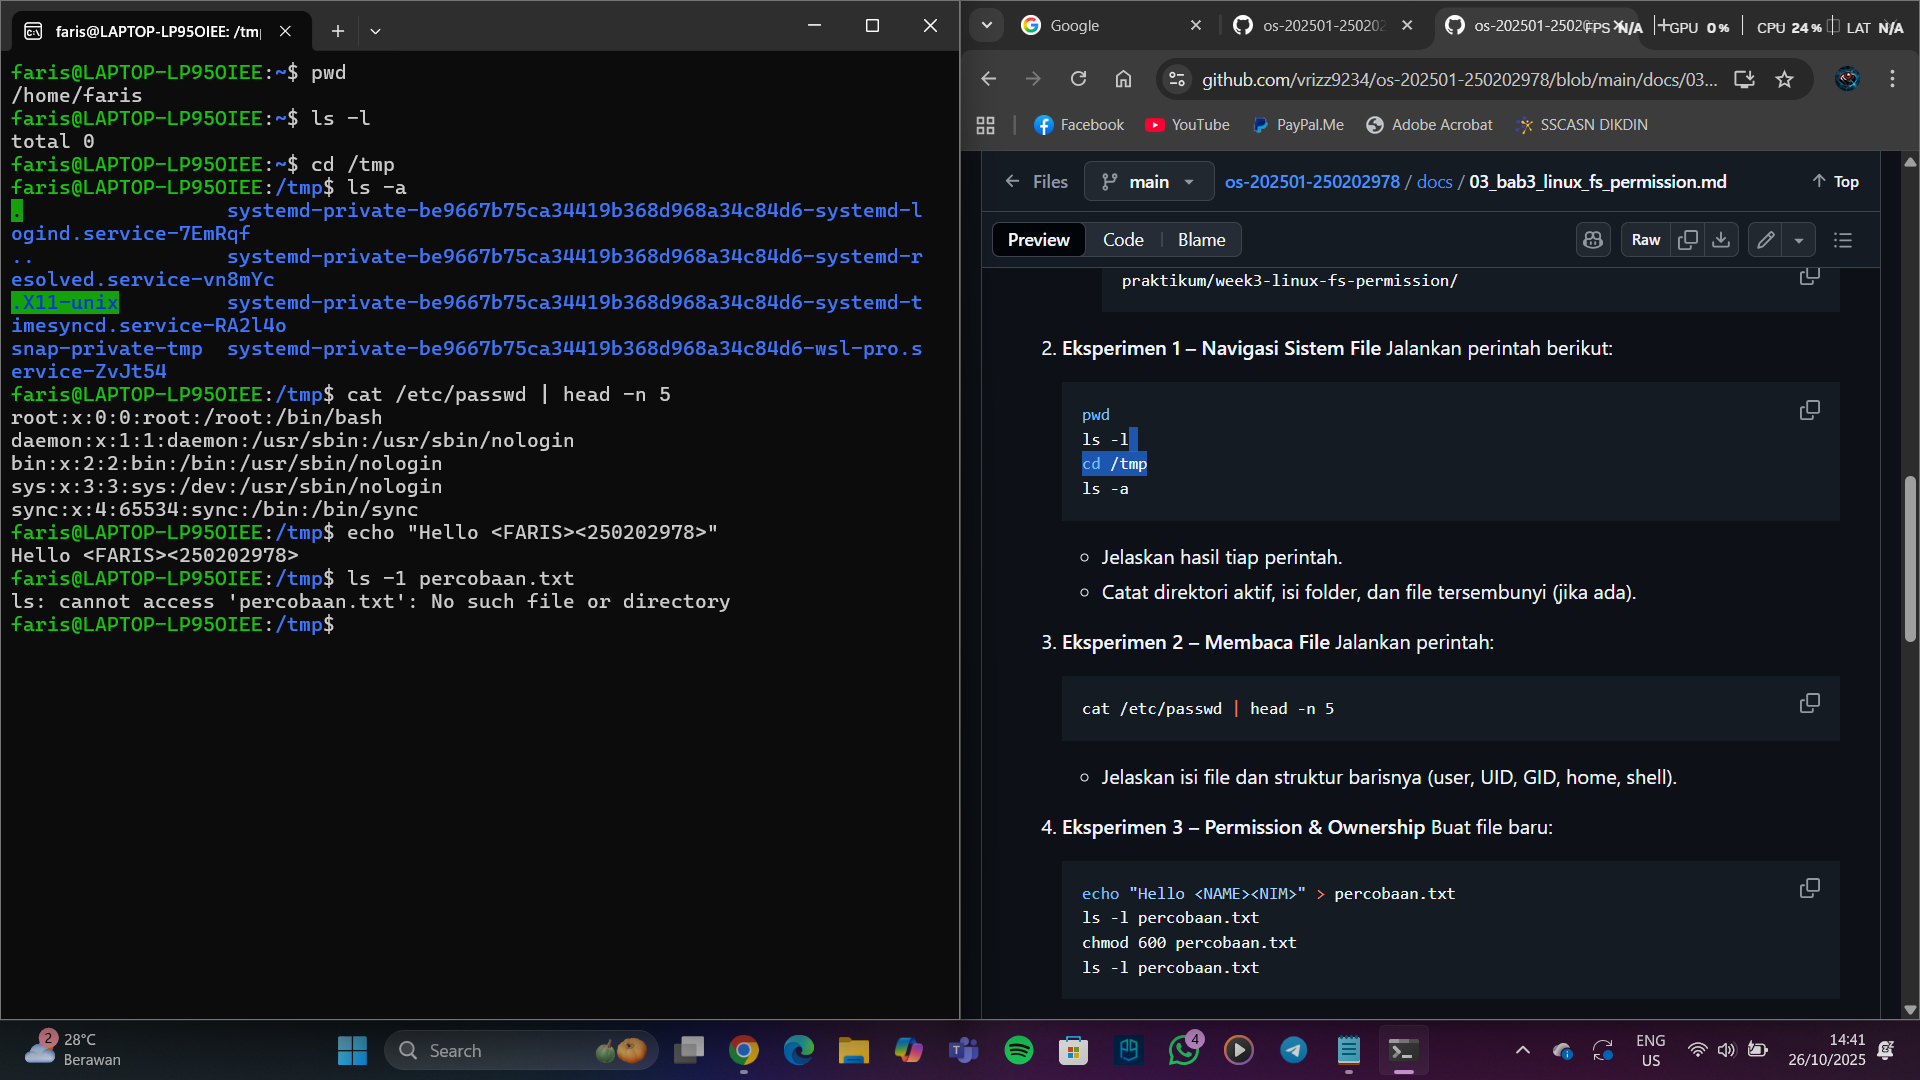 faris@LAPTOP-LP95OIEE: /tm
faris@LAPTOP-LP95OIEE:~$ pwd
/home/faris
faris@LAPTOP-LP95OIEE:~$ ls -l
total 0
faris@LAPTOP-LP95OIEE:~$ cd /tmp
faris@LAPTOP-LP95OIEE:/tmp$ ls -a
. systemd-private-be9667b75ca34419b368d968a34c84d6-systemd-l
ogind.service-7EmRqf
.. systemd-private-be9667b75ca34419b368d968a34c84d6-systemd-r
esolved.service-vn8mYc
.X11-unix systemd-private-be9667b75ca34419b368d968a34c84d6-systemd-t
imesyncd.service-RA2l4o
snap-private-tmp systemd-private-be9667b75ca34419b368d968a34c84d6-wsl-pro.s
ervice-ZvJt54
faris@LAPTOP-LP95OIEE:/tmp$ cat /etc/passwd | head -n 5
root:x:0:0:root:/root:/bin/bash
daemon:x:1:1:daemon:/usr/sbin:/usr/sbin/nologin
bin:x:2:2:bin:/bin:/usr/sbin/nologin
sys:x:3:3:sys:/dev:/usr/sbin/nologin
sync:x:4:65534:sync:/bin:/bin/sync
faris@LAPTOP-LP95OIEE:/tmp$ echo "Hello <FARIS><250202978>"
Hello <FARIS><250202978>
faris@LAPTOP-LP95OIEE:/tmp$ ls -1 percobaan.txt
ls: cannot access 'percobaan.txt': No such file or directory
faris@LAPTOP-LP95OIEE:/tmp$
Google
os-202501-250202
os-202501-25020
FPS N/A GPU 0% CPU 24% LAT N/A
github.com/vrizz9234/os-202501-250202978/blob/main/docs/03...
Facebook YouTube PayPal.Me Adobe Acrobat SSCASN DIKDIN
Files main os-202501-250202978 / docs / 03_bab3_linux_fs_permission.md Top
Preview Code Blame Raw
praktikum/week3-linux-fs-permission/
2. Eksperimen 1 – Navigasi Sistem File Jalankan perintah berikut:
pwd
ls -l
cd /tmp
ls -a
Jelaskan hasil tiap perintah.
Catat direktori aktif, isi folder, dan file tersembunyi (jika ada).
3. Eksperimen 2 – Membaca File Jalankan perintah:
cat /etc/passwd | head -n 5
Jelaskan isi file dan struktur barisnya (user, UID, GID, home, shell).
4. Eksperimen 3 – Permission & Ownership Buat file baru:
echo "Hello <NAME><NIM>" > percobaan.txt
ls -l percobaan.txt
chmod 600 percobaan.txt
ls -l percobaan.txt
2
28°C
Berawan
Search
4
ENG
US
14:41
26/10/2025